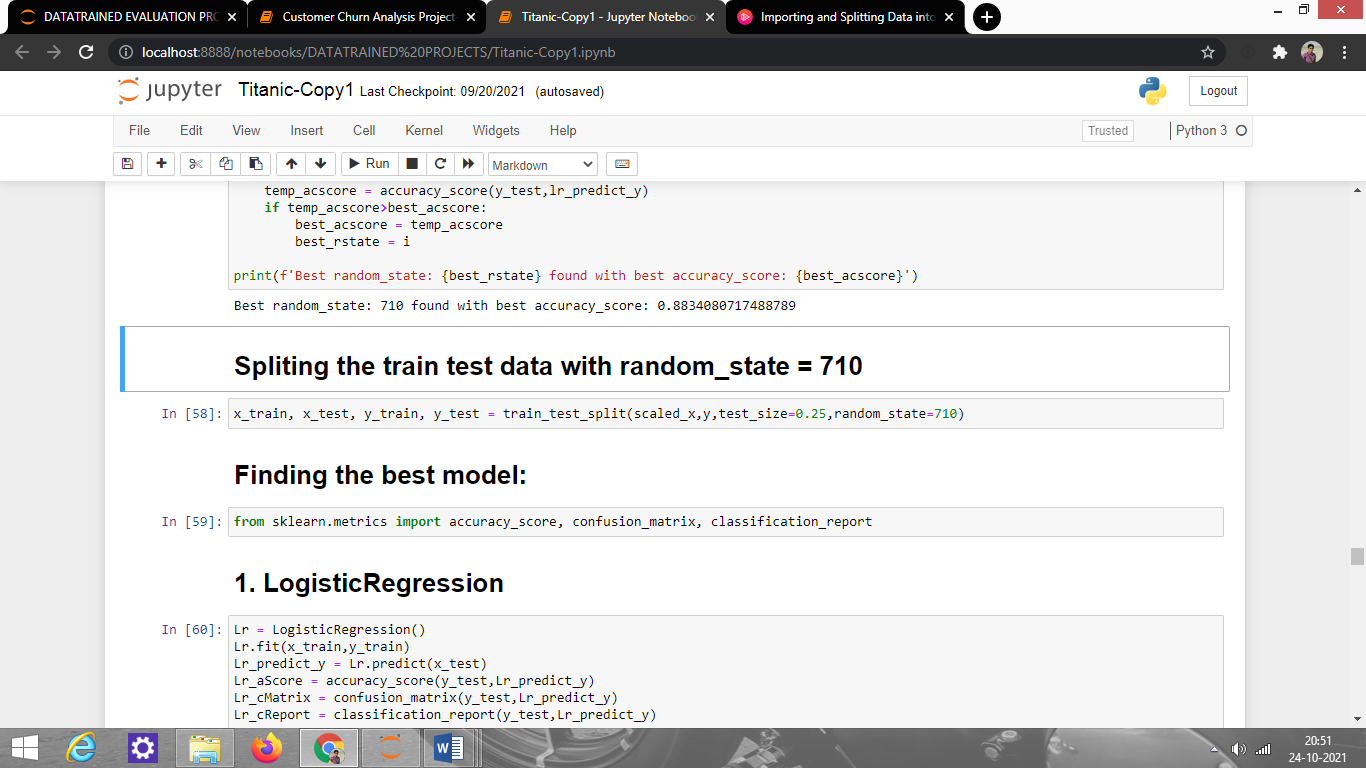 DATATRAINED EVALUATION PRO
Customer Churn Analysis Project-
Titanic-Copy1 - Jupyter Noteboo
Importing and Splitting Data into
localhost:8888/notebooks/DATATRAINED%20PROJECTS/Titanic-Copy1.ipynb
jupyter Titanic-Copy1 Last Checkpoint: 09/20/2021 (autosaved)
Logout
File Edit View Insert Cell Kernel Widgets Help
Trusted
Python 3
Run
Markdown
temp_acscore = accuracy_score(y_test,lr_predict_y)
if temp_acscore>best_acscore:
best_acscore = temp_acscore
best_rstate = i
print(f'Best random_state: {best_rstate} found with best accuracy_score: {best_acscore}')
Best random_state: 710 found with best accuracy_score: 0.8834080717488789
Spliting the train test data with random_state = 710
In [58]: x_train, x_test, y_train, y_test = train_test_split(scaled_x,y,test_size=0.25,random_state=710)
Finding the best model:
In [59]: from sklearn.metrics import accuracy_score, confusion_matrix, classification_report
1. LogisticRegression
In [60]: Lr = LogisticRegression()
Lr.fit(x_train,y_train)
Lr_predict_y = Lr.predict(x_test)
Lr_aScore = accuracy_score(y_test,Lr_predict_y)
Lr_cMatrix = confusion_matrix(y_test,Lr_predict_y)
Lr_cReport = classification_report(y_test,Lr_predict_y)
W
20:51
24-10-2021